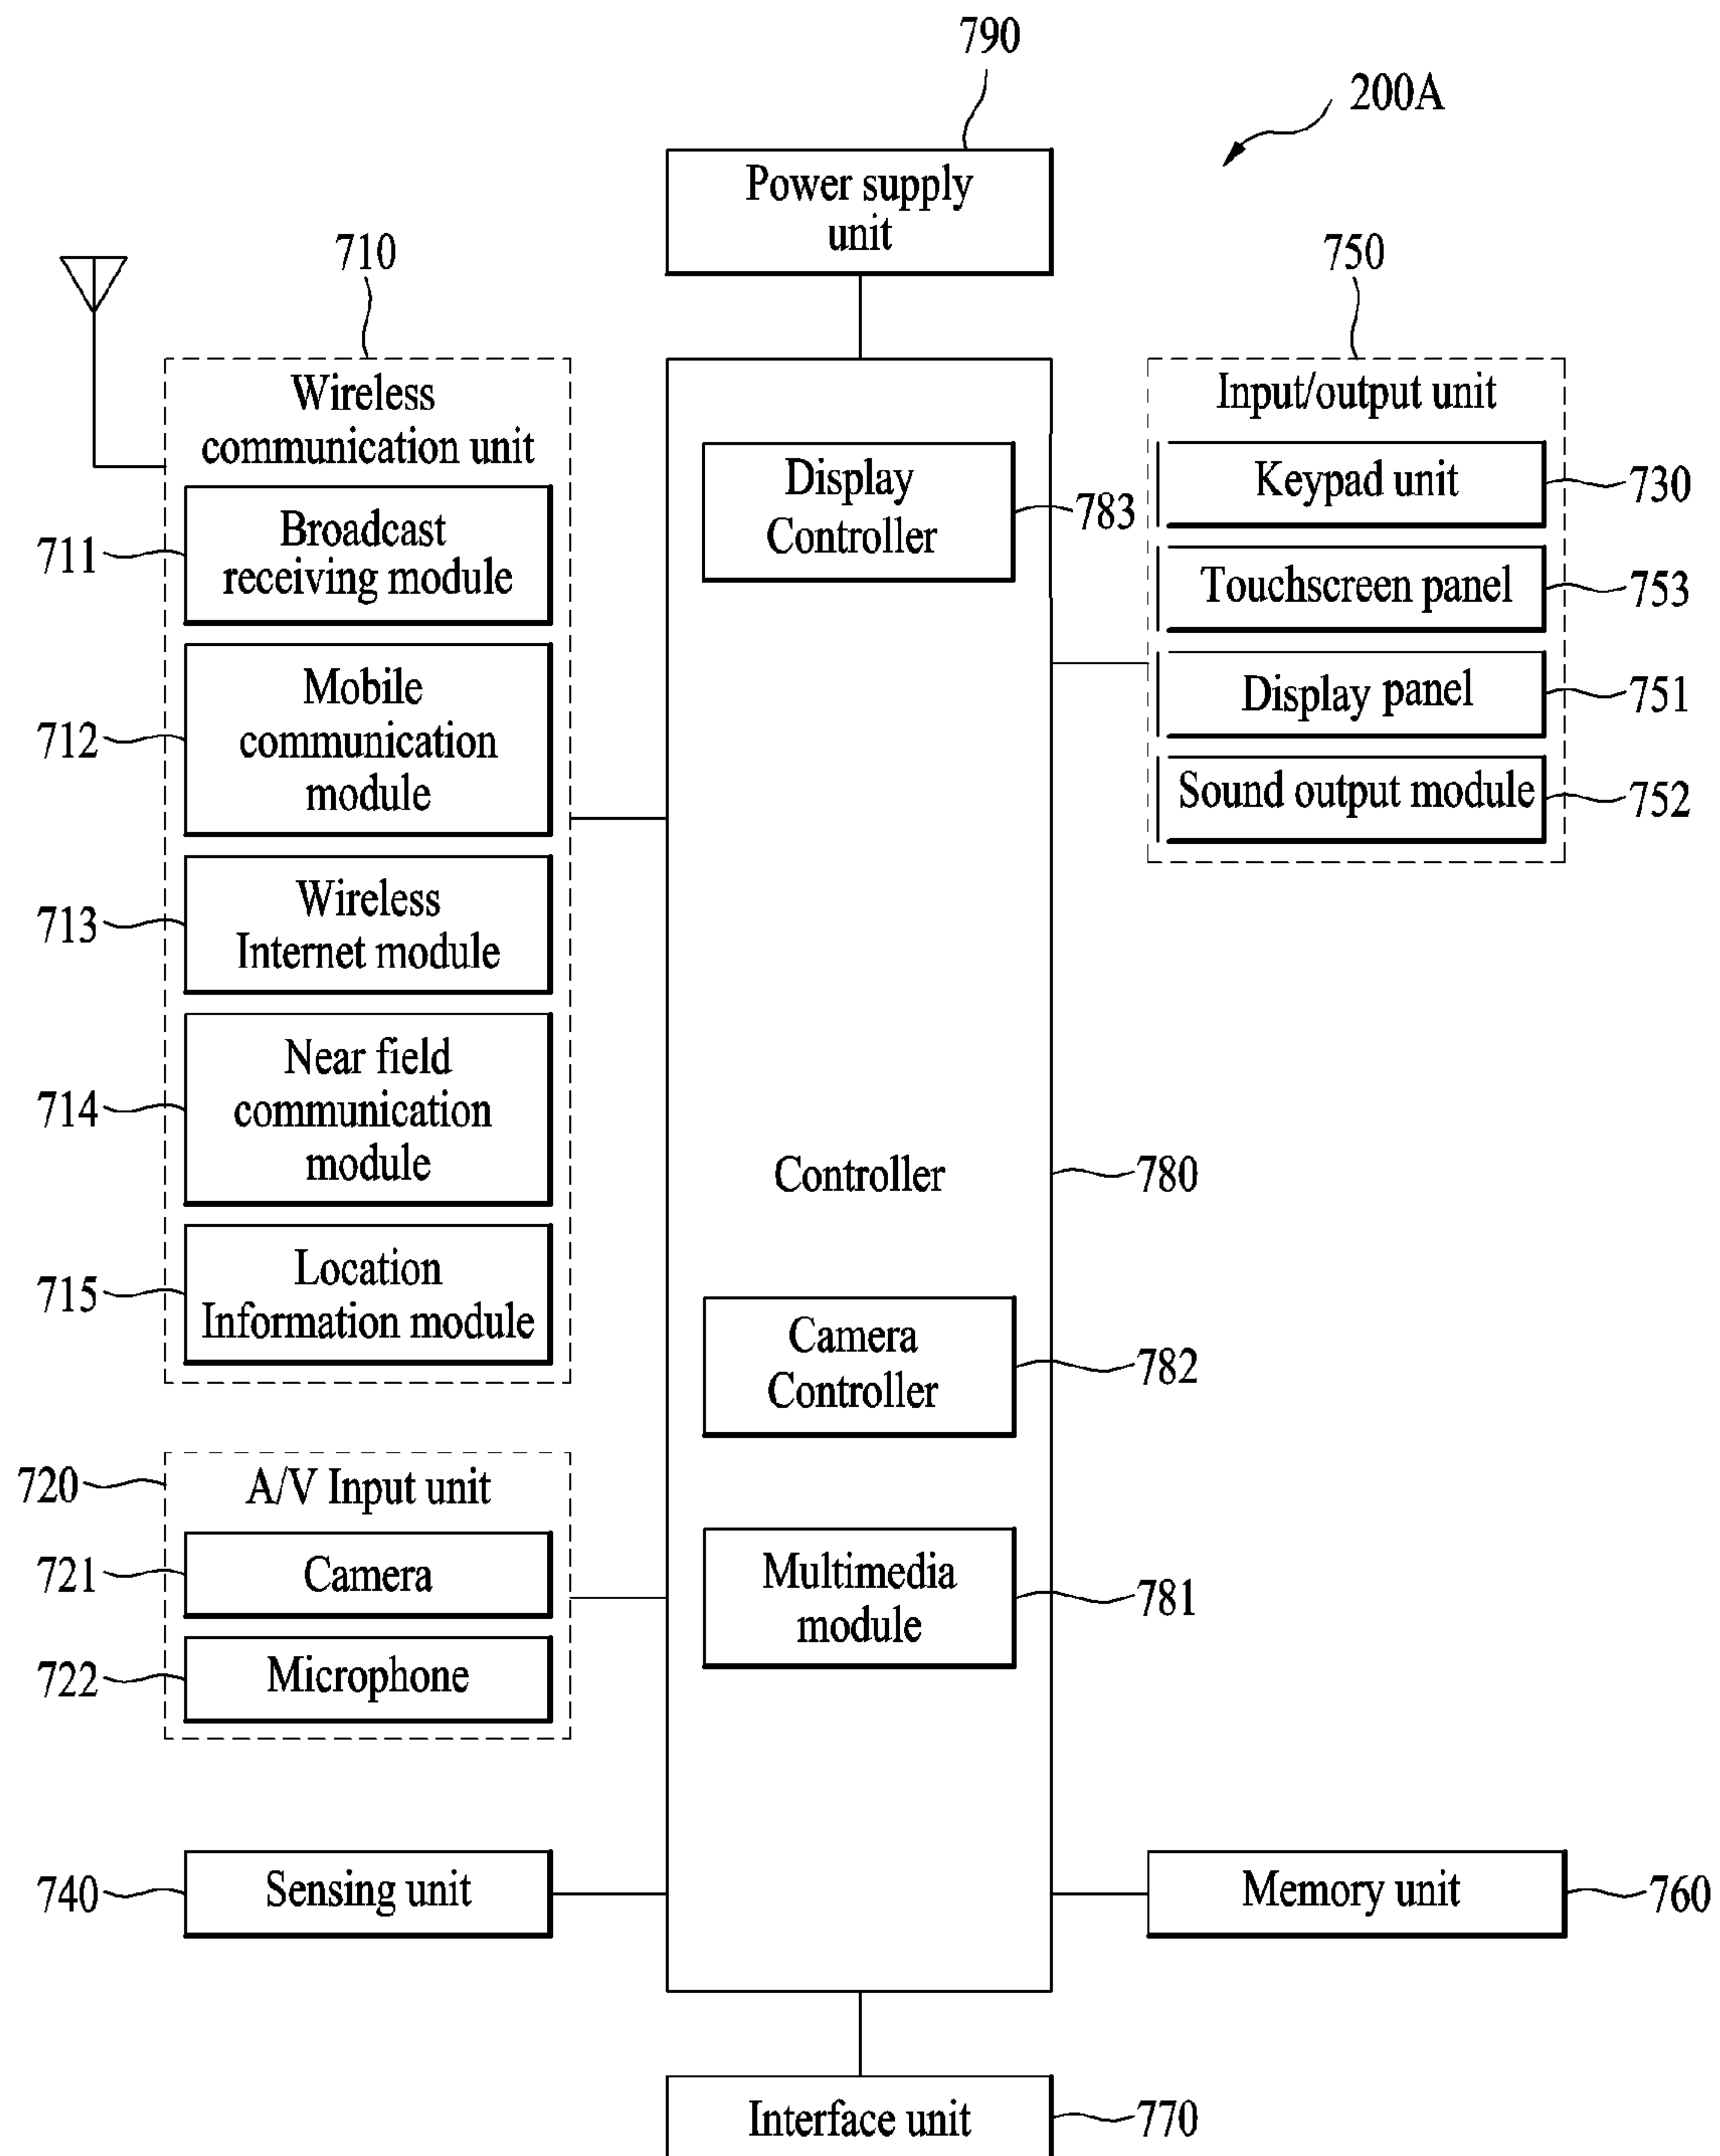 790
200A
Power supply
unit
710
750
Wireless
communication unit
711
Broadcast
receiving module
712
Mobile
communication
module
713
Wireless
Internet module
714
Near field
communication
module
715
Location
Information module
720
A/V Input unit
721
Camera
722
Microphone
740
Sensing unit
Display
Controller
783
Controller
780
Camera
Controller
782
Multimedia
module
781
Input/output unit
Keypad unit
730
Touchscreen panel
753
Display panel
751
Sound output module
752
Memory unit
760
Interface unit
770